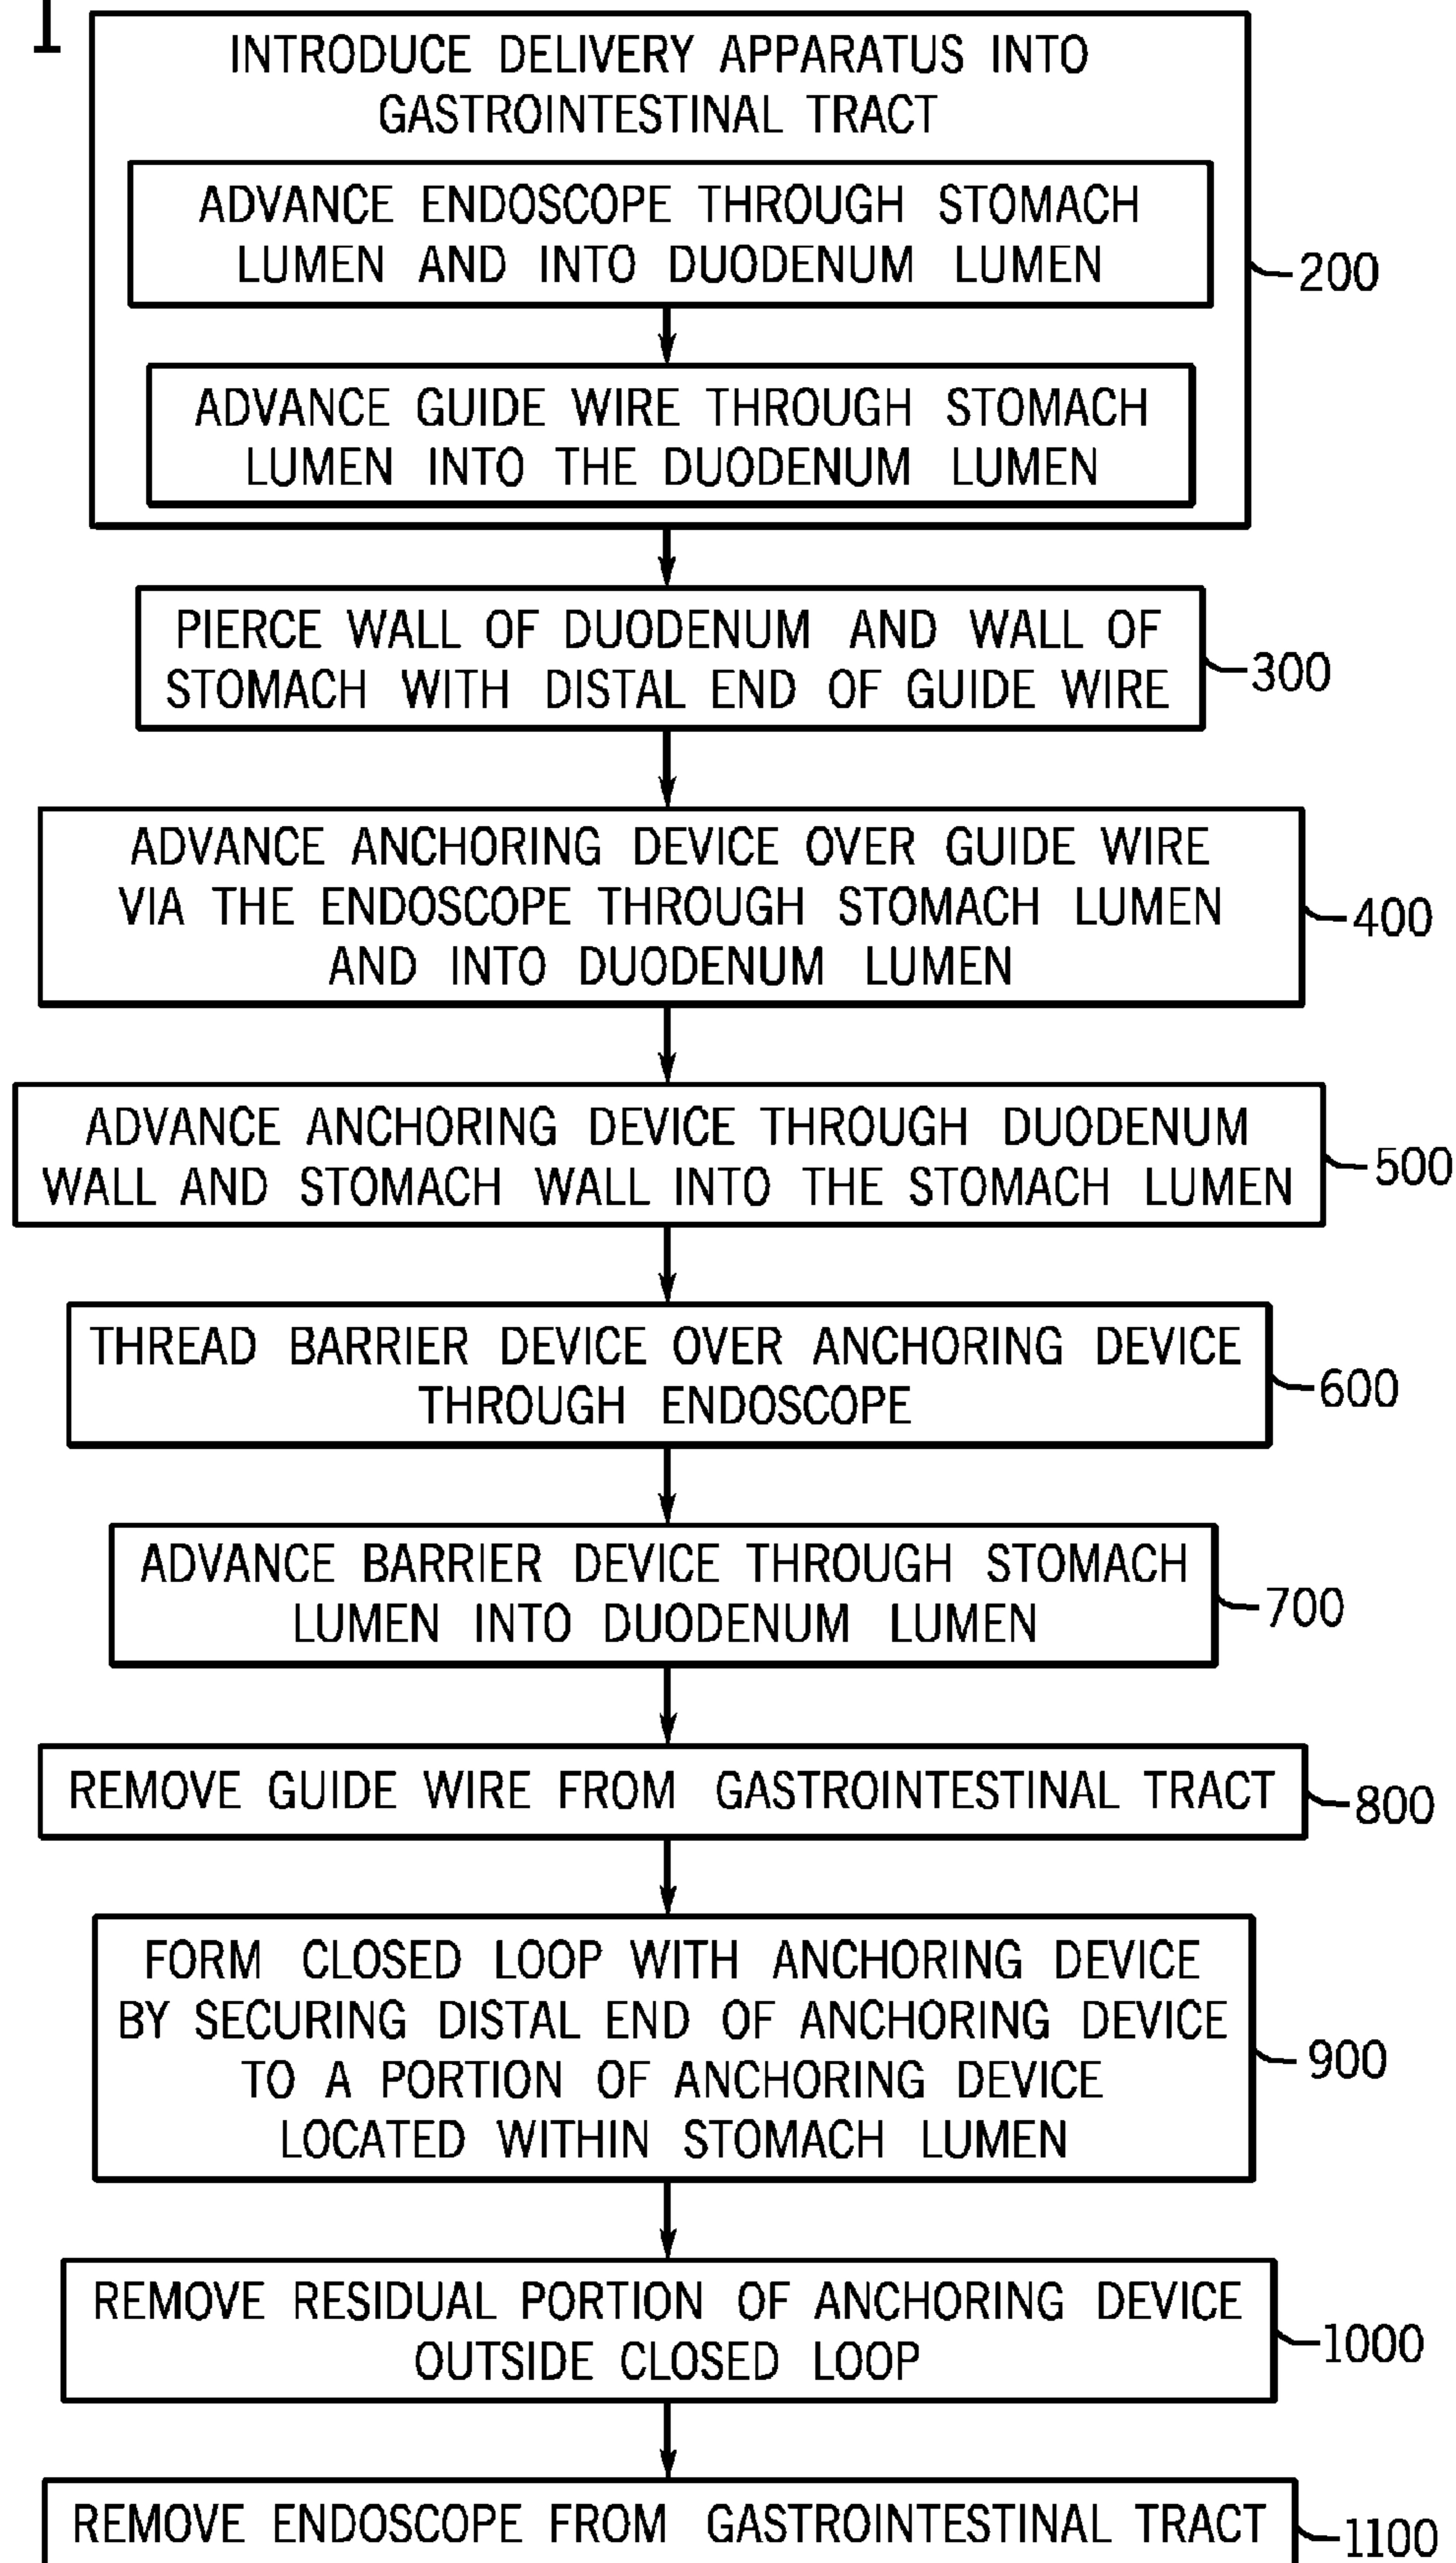 INTRODUCE DELIVERY APPARATUS INTO
GASTROINTESTINAL TRACT
ADVANCE ENDOSCOPE THROUGH STOMACH
LUMEN AND INTO DUODENUM LUMEN
200
ADVANCE GUIDE WIRE THROUGH STOMACH
LUMEN INTO THE DUODENUM LUMEN
PIERCE WALL OF DUODENUM AND WALL OF
STOMACH WITH DISTAL END OF GUIDE WIRE
300
ADVANCE ANCHORING DEVICE OVER GUIDE WIRE
VIA THE ENDOSCOPE THROUGH STOMACH LUMEN
AND INTO DUODENUM LUMEN
400
ADVANCE ANCHORING DEVICE THROUGH DUODENUM
WALL AND STOMACH WALL INTO THE STOMACH LUMEN
500
THREAD BARRIER DEVICE OVER ANCHORING DEVICE
THROUGH ENDOSCOPE
600
ADVANCE BARRIER DEVICE THROUGH STOMACH
LUMEN INTO DUODENUM LUMEN
700
REMOVE GUIDE WIRE FROM GASTROINTESTINAL TRACT
800
FORM CLOSED LOOP WITH ANCHORING DEVICE
BY SECURING DISTAL END OF ANCHORING DEVICE
TO A PORTION OF ANCHORING DEVICE
LOCATED WITHIN STOMACH LUMEN
900
REMOVE RESIDUAL PORTION OF ANCHORING DEVICE
OUTSIDE CLOSED LOOP
1000
REMOVE ENDOSCOPE FROM GASTROINTESTINAL TRACT
1100